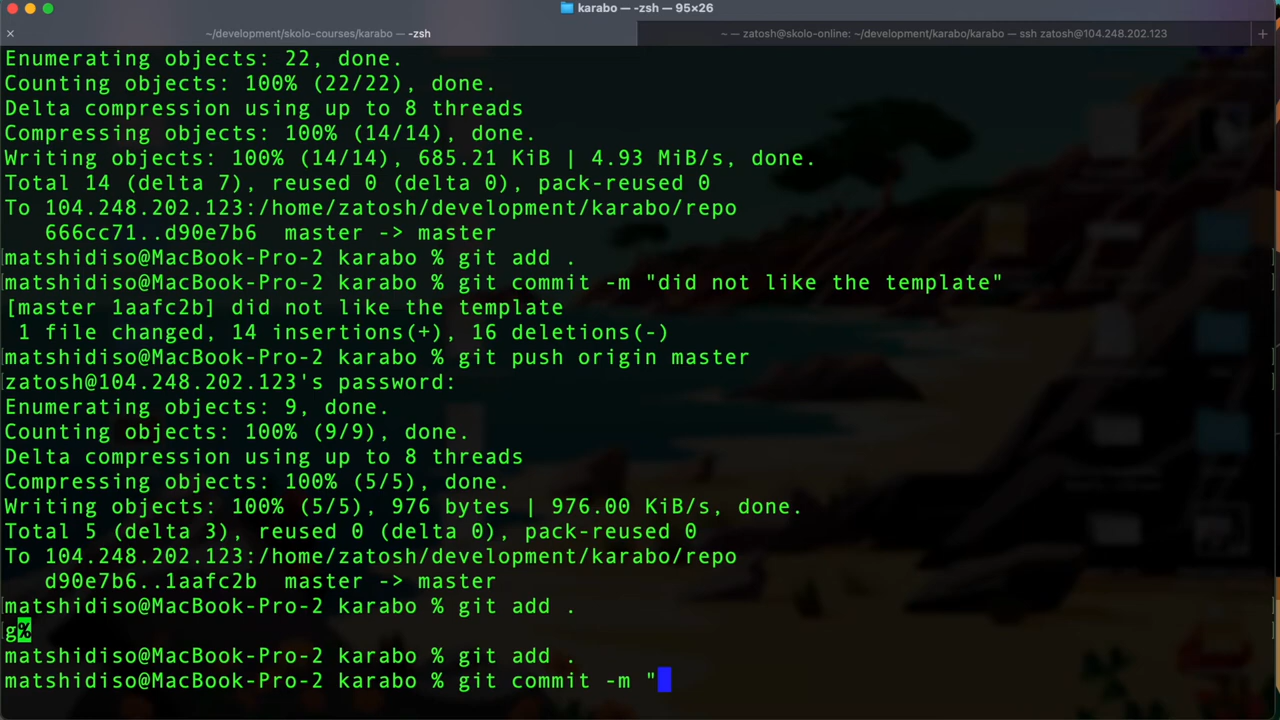 karabo — -zsh — 95×26
~/development/skolo-courses/karabo — -zsh
~ — zatosh@skolo-online: ~/development/karabo/karabo — ssh zatosh@104.248.202.123
Enumerating objects: 22, done.
Counting objects: 100% (22/22), done.
Delta compression using up to 8 threads
Compressing objects: 100% (14/14), done.
Writing objects: 100% (14/14), 685.21 KiB | 4.93 MiB/s, done.
Total 14 (delta 7), reused 0 (delta 0), pack-reused 0
To 104.248.202.123:/home/zatosh/development/karabo/repo
   666cc71..d90e7b6  master -> master
matshidiso@MacBook-Pro-2 karabo % git add .
matshidiso@MacBook-Pro-2 karabo % git commit -m "did not like the template"
[master 1aafc2b] did not like the template
 1 file changed, 14 insertions(+), 16 deletions(-)
matshidiso@MacBook-Pro-2 karabo % git push origin master
zatosh@104.248.202.123's password:
Enumerating objects: 9, done.
Counting objects: 100% (9/9), done.
Delta compression using up to 8 threads
Compressing objects: 100% (5/5), done.
Writing objects: 100% (5/5), 976 bytes | 976.00 KiB/s, done.
Total 5 (delta 3), reused 0 (delta 0), pack-reused 0
To 104.248.202.123:/home/zatosh/development/karabo/repo
   d90e7b6..1aafc2b  master -> master
matshidiso@MacBook-Pro-2 karabo % git add .
g%
matshidiso@MacBook-Pro-2 karabo % git add .
matshidiso@MacBook-Pro-2 karabo % git commit -m "